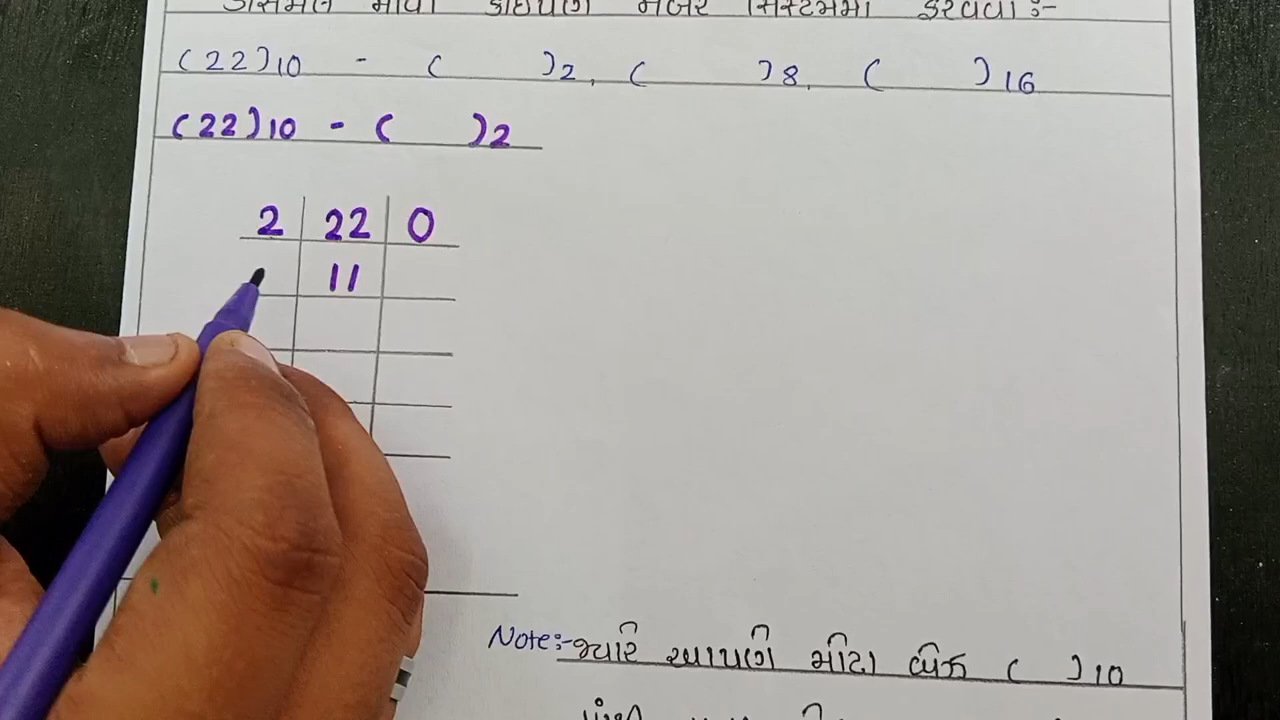 (22)10 - ( )2, ( )8, ( )16
(22)10 - ( )2
2 22 0
11
Note:- જ્યારે આપણે મોટા બેઝ ( )10